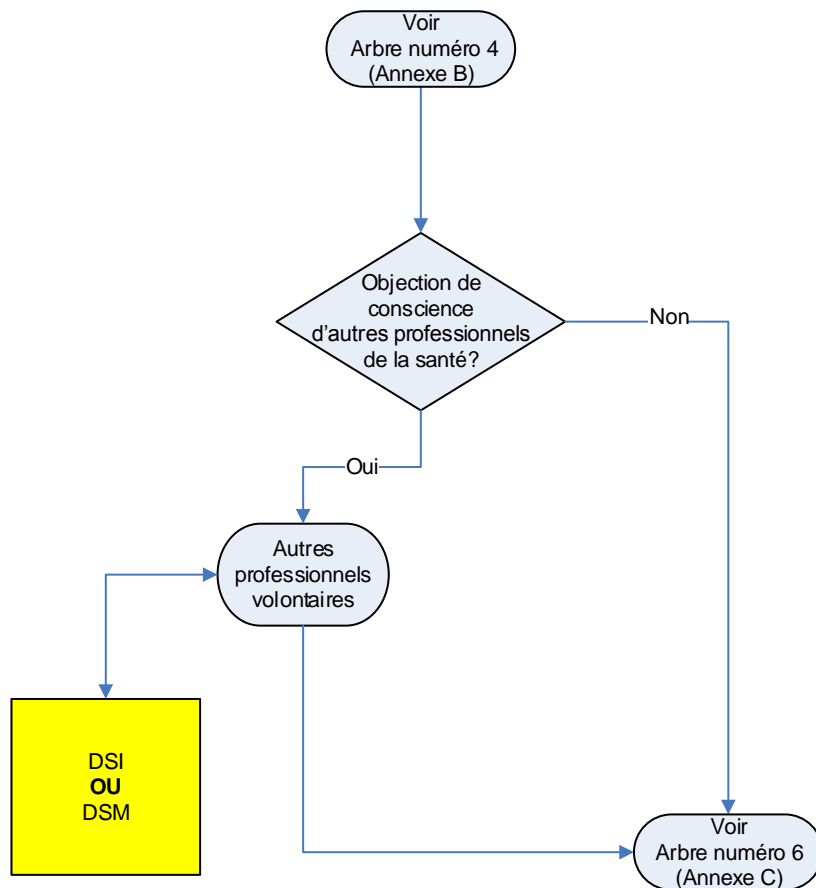 Voir
Arbre numéro 4
(Annexe B)
Objection de
conscience
d'autres professionnels
de la santé?
Non
Oui
Autres
professionnels
volontaires
DSI
OU
DSM
Voir
Arbre numéro 6
(Annexe C)